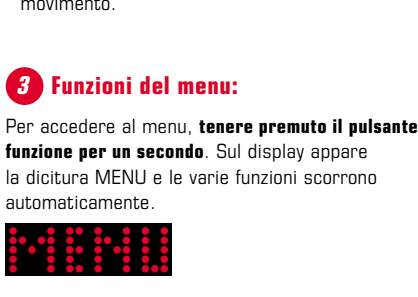 movimento.
3 Funzioni del menu:
Per accedere al menu, tenere premuto il pulsante
funzione per un secondo. Sul display appare
la dicitura MENU e le varie funzioni scorrono
automaticamente.
MENU